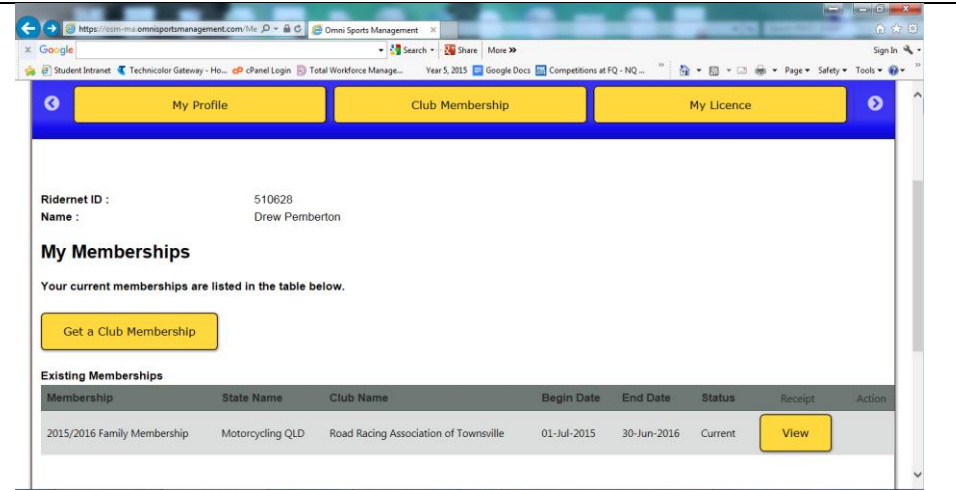 https://esm-ma.omnisportsmanagement.com/Me
Omni Sports Management
x Google
Search
Share
More »
Sign In
Student Intranet
Technicolor Gateway - Ho...
cPanel Login
Total Workforce Manage...
Year 5, 2015
Google Docs
Competitions at FQ - NQ ...
»
Page
Safety
Tools
»
My Profile
Club Membership
My Licence
Ridernet ID : 510628
Name : Drew Pemberton
My Memberships
Your current memberships are listed in the table below.
Get a Club Membership
Existing Memberships
Membership State Name Club Name Begin Date End Date Status Receipt Action
2015/2016 Family Membership Motorcycling QLD Road Racing Association of Townsville 01-Jul-2015 30-Jun-2016 Current View